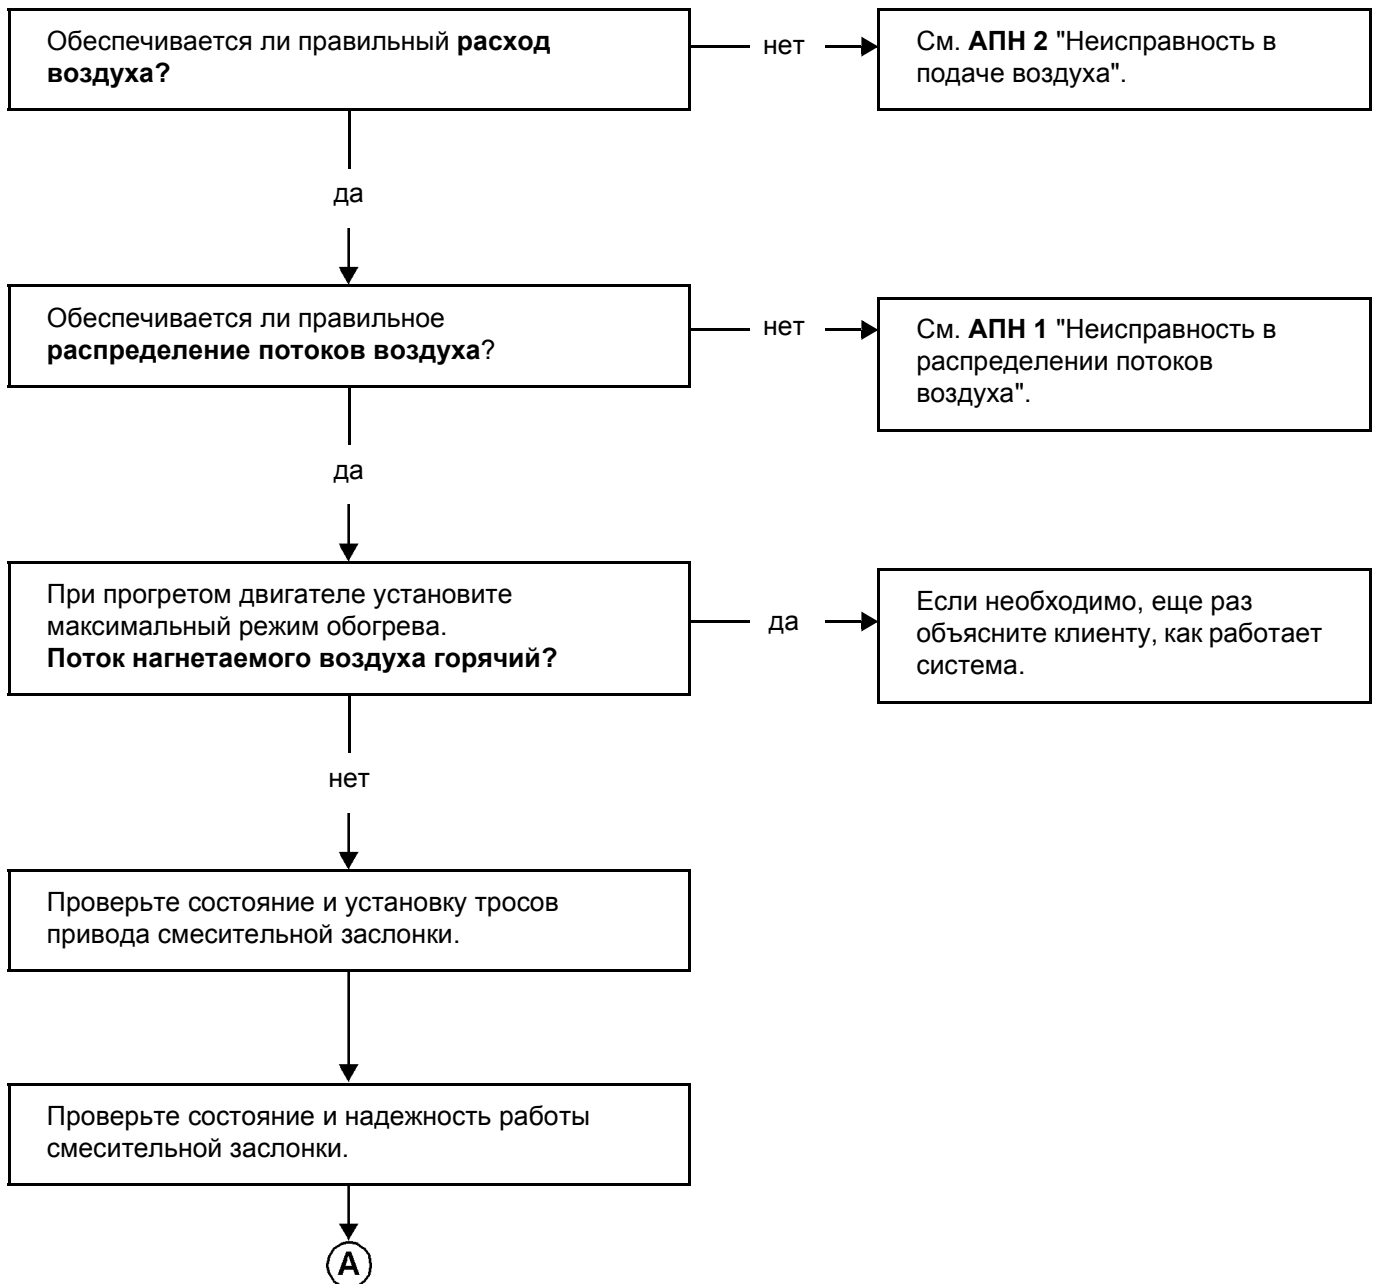 Обеспечивается ли правильный расход
воздуха?
нет
См. АПН 2 "Неисправность в
подаче воздуха".
да
Обеспечивается ли правильное
распределение потоков воздуха?
нет
См. АПН 1 "Неисправность в
распределении потоков
воздуха".
да
При прогретом двигателе установите
максимальный режим обогрева.
Поток нагнетаемого воздуха горячий?
да
Если необходимо, еще раз
объясните клиенту, как работает
система.
нет
Проверьте состояние и установку тросов
привода смесительной заслонки.
Проверьте состояние и надежность работы
смесительной заслонки.
А